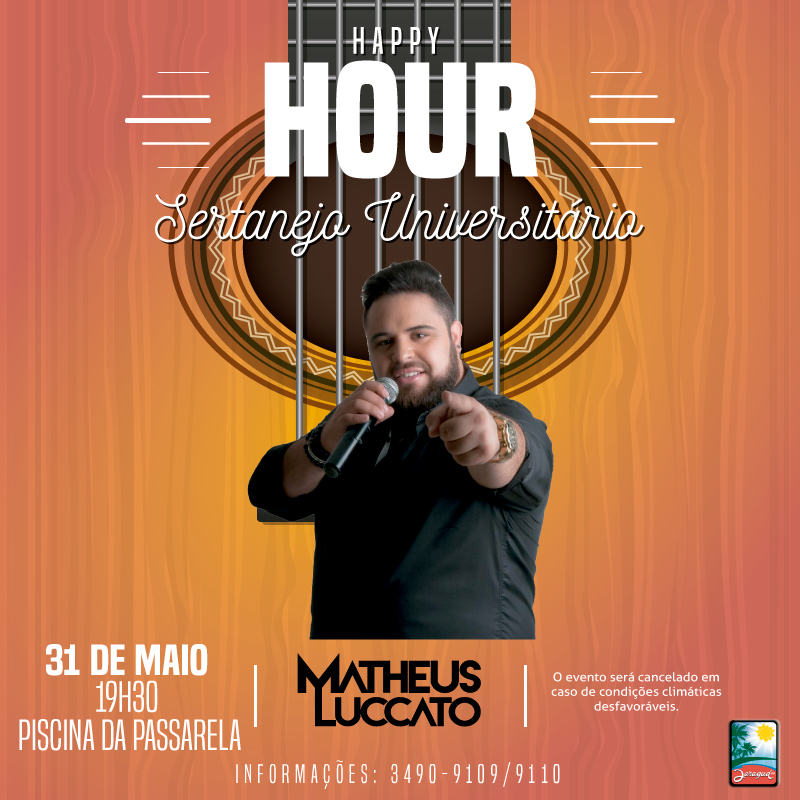 HAPPY
HOUR
Sertanejo Universitário
31 DE MAIO
19H30
PISCINA DA PASSARELA
MATHEUS
LUCCATO
O evento será cancelado em
caso de condições climáticas
desfavoráveis.
INFORMAÇÕES: 3490-9109/9110
Jaraguá